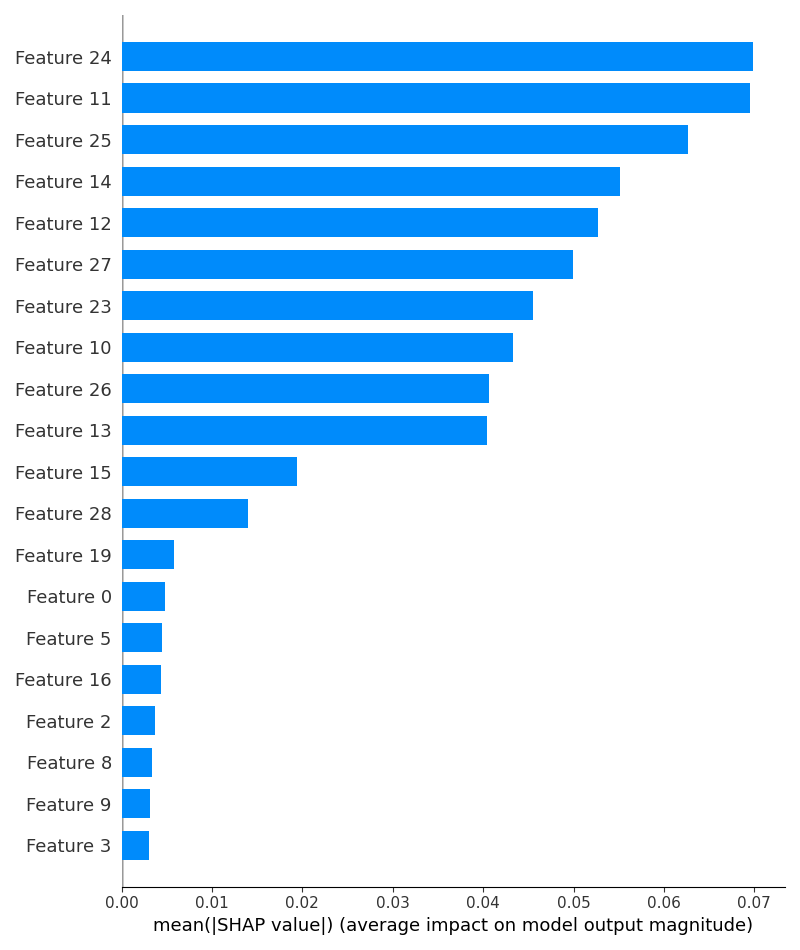 Feature 24
Feature 11
Feature 25
Feature 14
Feature 12
Feature 27
Feature 23
Feature 10
Feature 26
Feature 13
Feature 15
Feature 28
Feature 19
Feature 0
Feature 5
Feature 16
Feature 2
Feature 8
Feature 9
Feature 3
0.00 0.01 0.02 0.03 0.04 0.05 0.06 0.07
mean(|SHAP value|) (average impact on model output magnitude)